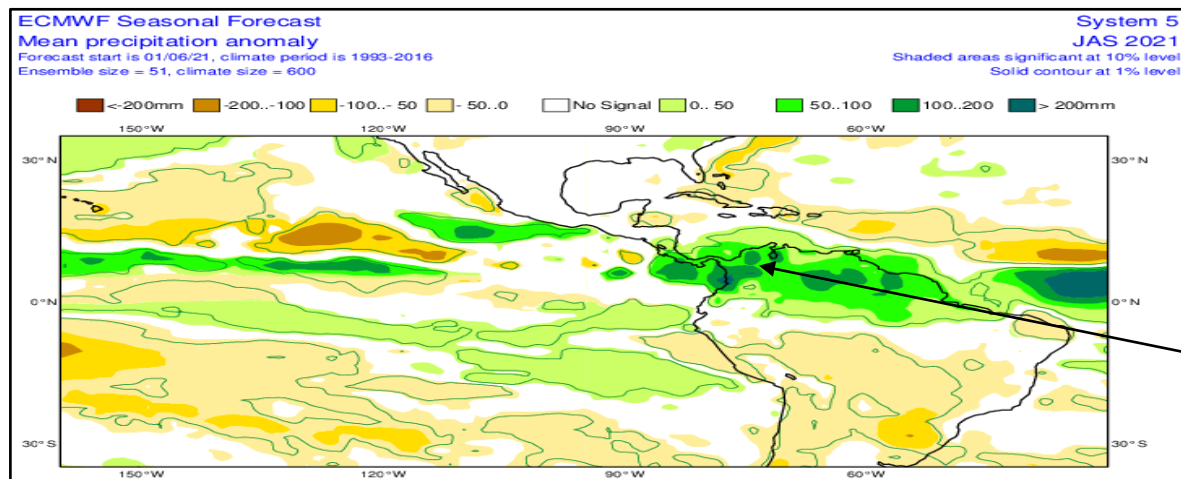 ECMWF Seasonal Forecast System 5
Mean precipitation anomaly JAS 2021
Forecast start is 01/06/21, climate period is 1993-2016 Shaded areas significant at 10% level
Ensemble size = 51, climate size = 600 Solid contour at 1% level
<-200mm -200..-100 -100..- 50 - 50..0 No Signal 0.. 50 50..100 100..200 > 200mm
150°W 120°W 90°W 60°W
30°N 30°N
0°N 0°N
30°S 30°S
150°W 120°W 90°W 60°W